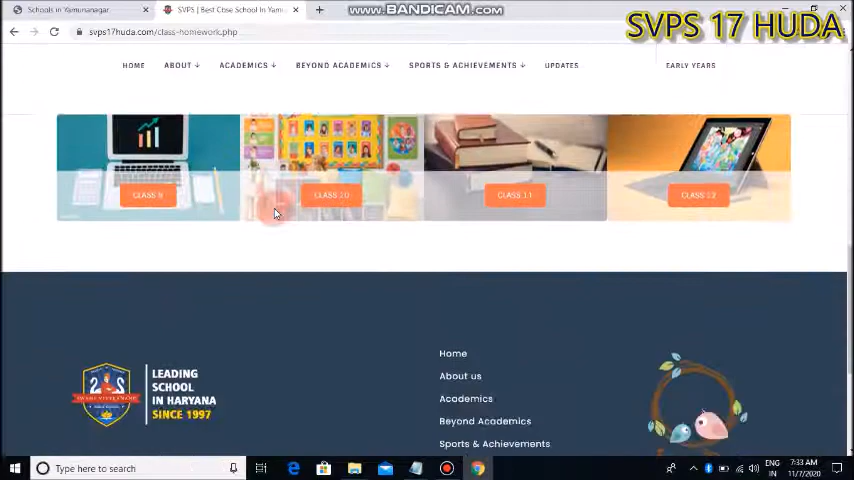 Schools in Yamunanagar
SVPS | Best Cbse School In Yam
www.BANDICAM.com
SVPS 17 HUDA
svps17huda.com/class-homework.php
HOME
ABOUT
ACADEMICS
BEYOND ACADEMICS
SPORTS & ACHIEVEMENTS
UPDATES
EARLY YEARS
CLASS 9
CLASS 10
CLASS 11
CLASS 12
LEADING
SCHOOL
IN HARYANA
SINCE 1997
Home
About us
Academics
Beyond Academics
Sports & Achievements
Type here to search
ENG
IN
7:33 AM
11/7/2020